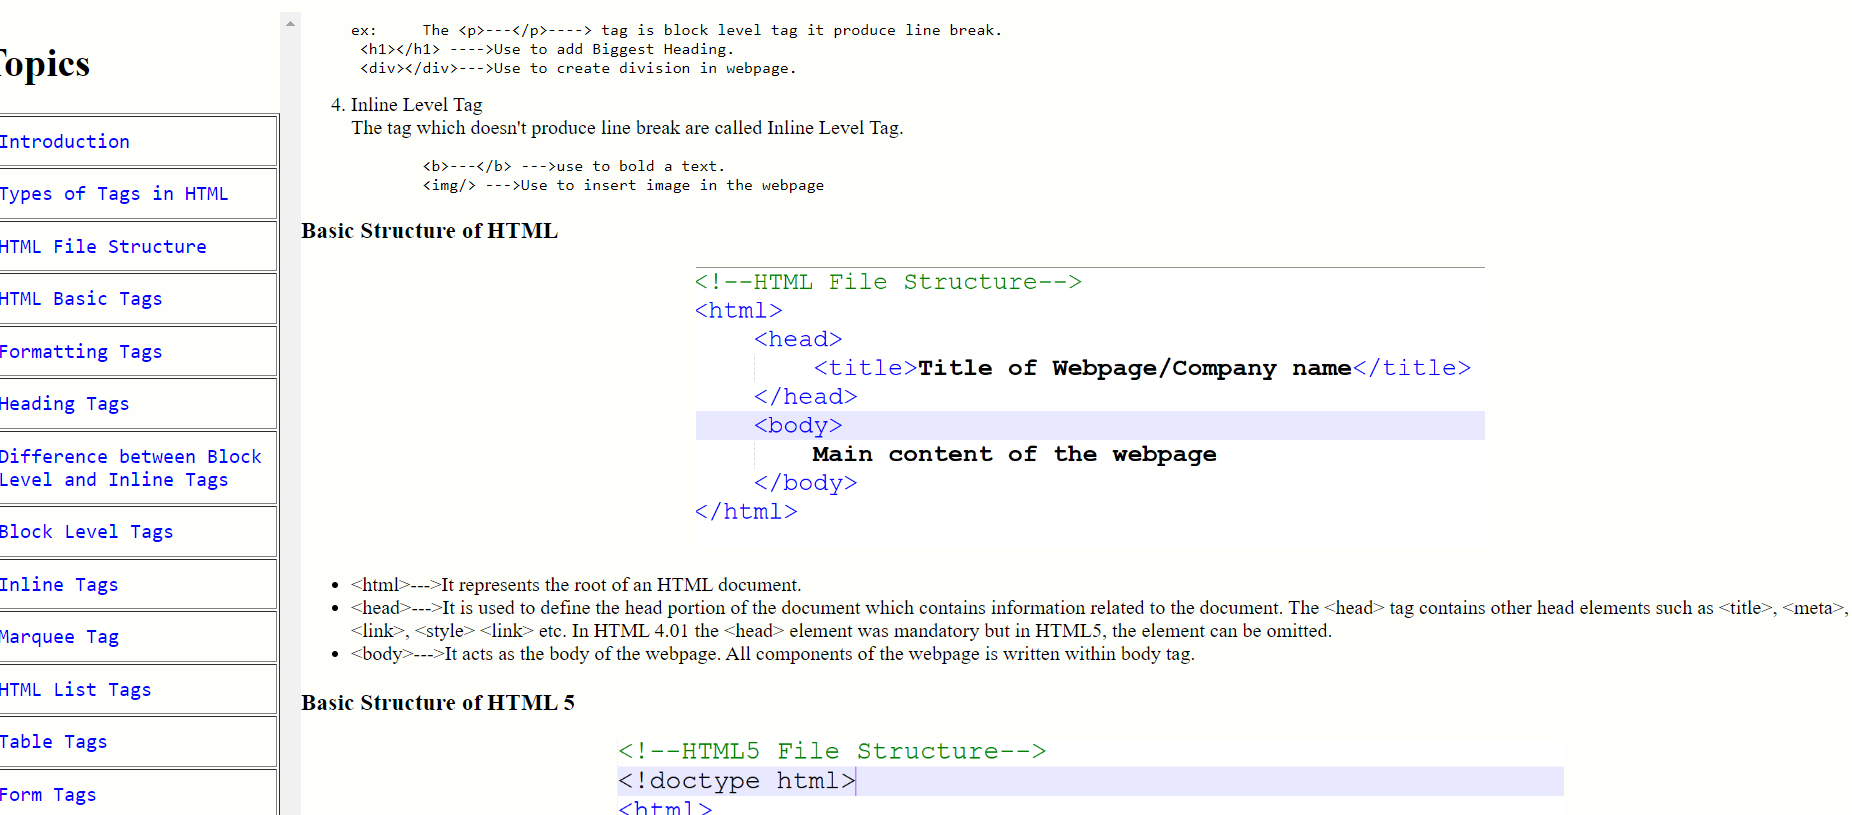 Topics
Introduction
Types of Tags in HTML
HTML File Structure
HTML Basic Tags
Formatting Tags
Heading Tags
Difference between Block
Level and Inline Tags
Block Level Tags
Inline Tags
Marquee Tag
HTML List Tags
Table Tags
Form Tags
ex: The <p>---</p>----> tag is block level tag it produce line break.
<h1></h1> ---->Use to add Biggest Heading.
<div></div>--->Use to create division in webpage.
4. Inline Level Tag
The tag which doesn't produce line break are called Inline Level Tag.
<b>---</b> --->use to bold a text.
<img/> --->Use to insert image in the webpage
Basic Structure of HTML
<!--HTML File Structure-->
<html>
<head>
<title>Title of Webpage/Company name</title>
</head>
<body>
Main content of the webpage
</body>
</html>
• <html>--->It represents the root of an HTML document.
• <head>--->It is used to define the head portion of the document which contains information related to the document. The <head> tag contains other head elements such as <title>, <meta>,
<link>, <style> <link> etc. In HTML 4.01 the <head> element was mandatory but in HTML5, the element can be omitted.
• <body>--->It acts as the body of the webpage. All components of the webpage is written within body tag.
Basic Structure of HTML 5
<!--HTML5 File Structure-->
<!doctype html>
<html>